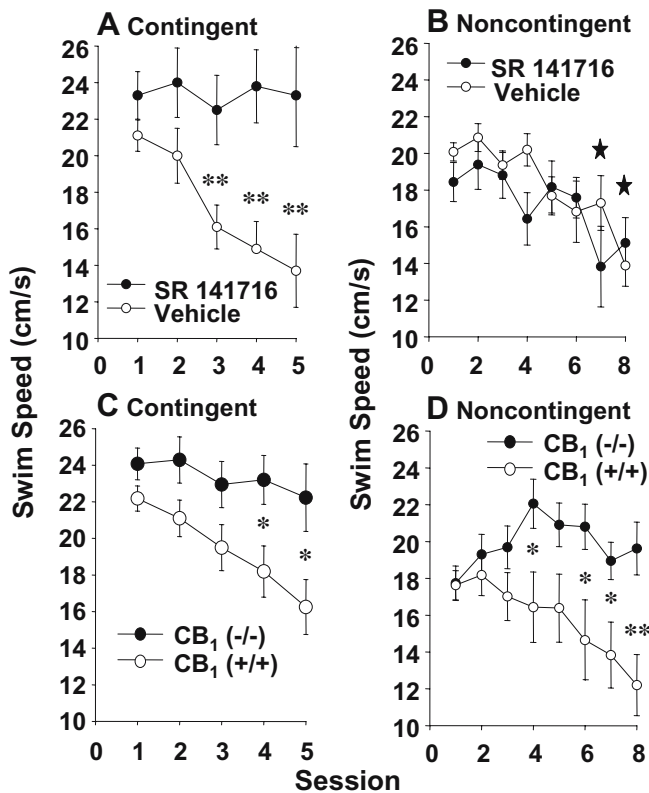 A Contingent
26
24
22
20
18
16
14
12
10
** ** **
SR 141716
Vehicle
0 1 2 3 4 5
B Noncontingent
SR 141716
Vehicle
26
24
22
20
18
16
14
12
10
0 2 4 6 8
Swim Speed (cm/s)
Swim Speed (cm/s)
C Contingent
26
24
22
20
18
16
14
12
10
* *
CB1 (-/-)
CB1 (+/+)
0 1 2 3 4 5
D Noncontingent
CB1 (-/-)
CB1 (+/+)
26
24
22
20
18
16
14
12
10
* * * **
0 2 4 6 8
Session